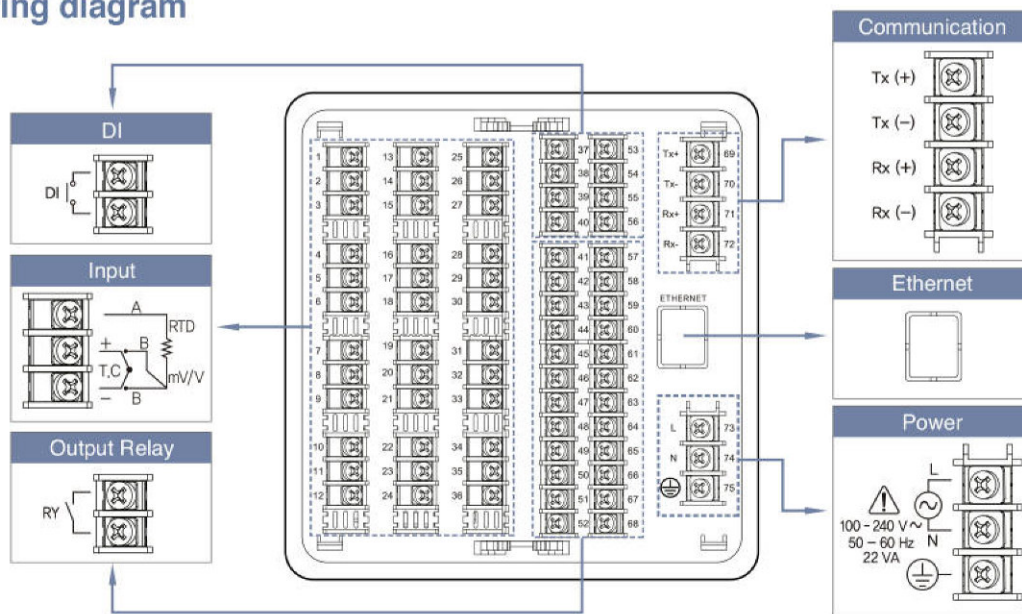 ing diagram
Communication
Tx (+)
Tx (−)
Rx (+)
Rx (−)
DI
DI
Input
A
RTD
+
B
T.C
mV/V
−
B
Output Relay
RY
1 13 25
2 14 26
3 15 27
4 16 28
5 17 29
6 18 30
7 19 31
8 20 32
9 21 33
10 22 34
11 23 35
12 24 36
37 53
38 54
39 55
40 56
41 57
42 58
43 59
44 60
45 61
46 62
47 63
48 64
49 65
50 66
51 67
52 68
Tx+ 69
Tx- 70
Rx+ 71
Rx- 72
ETHERNET
L 73
N 74
75
Ethernet
Power
L
100 - 240 V ~
50 – 60 Hz
22 VA
N